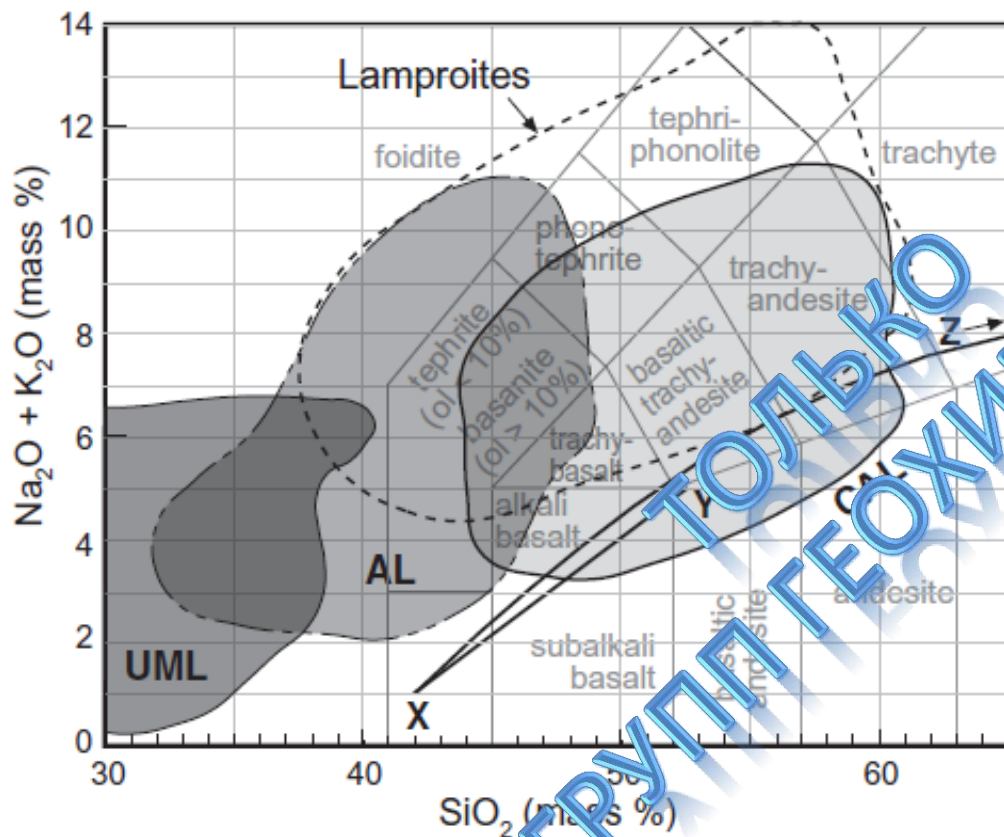 14
12
10
8
6
4
2
0
30
40
60
Na₂O + K₂O (mass %)
SiO₂ (mass %)
Lamproites
foidite
tephri-
phonolite
trachyte
phono-
tephrite
trachy-
andesite
tephrite
(ol < 10%)
basanite
(ol > 10%)
basaltic
trachy-
andesite
trachy-
basalt
alkali
basalt
subalkali
basalt
basaltic
andesite
andesite
UML
AL
CAL
X
Y
Z
ТОЛЬКО
ГЕОХИ